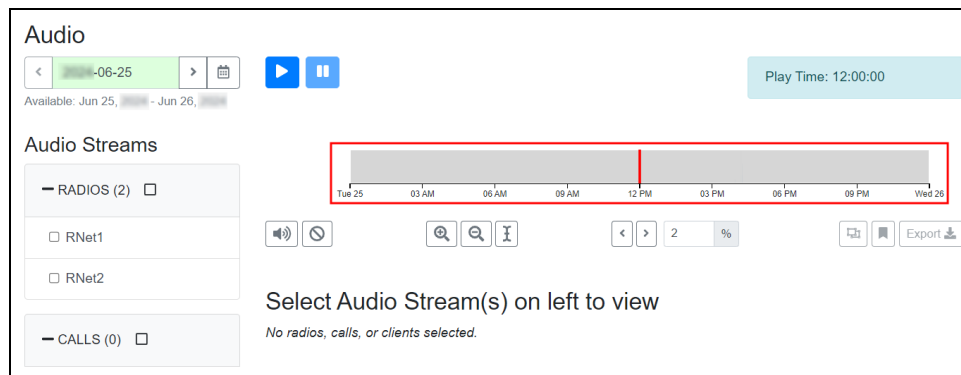 Audio
-06-25
Available: Jun 25, - Jun 26,
Play Time: 12:00:00
Audio Streams
RADIOS (2)
RNet1
RNet2
CALLS (0)
Tue 25 03 AM 06 AM 09 AM 12 PM 03 PM 06 PM 09 PM Wed 26
2 %
Export
Select Audio Stream(s) on left to view
No radios, calls, or clients selected.